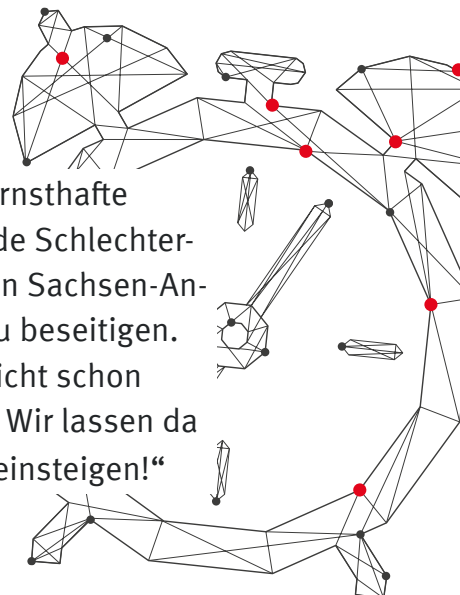 rnsthafte
de Schlechter-
n Sachsen-An-
u beseitigen.
icht schon
Wir lassen da
einsteigen!“